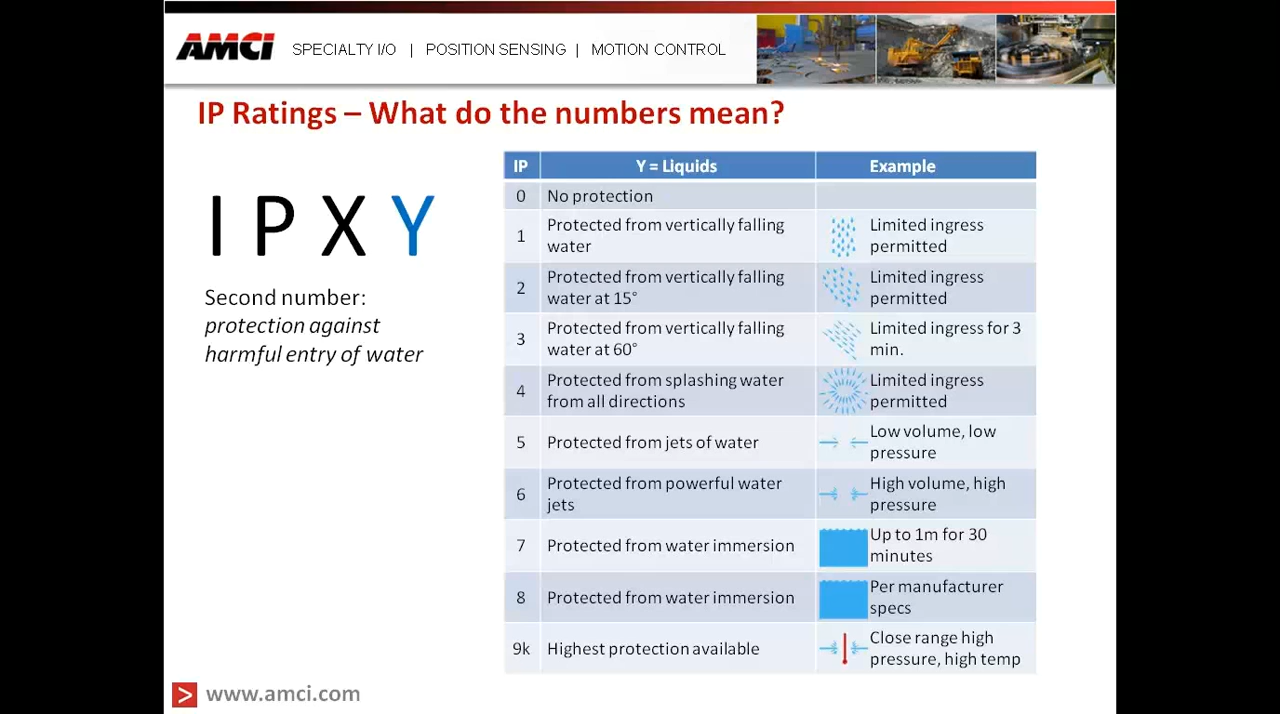 AMCI SPECIALTY I/O | POSITION SENSING | MOTION CONTROL
IP Ratings – What do the numbers mean?
I P X Y
Second number:
protection against
harmful entry of water
IP Y = Liquids Example
0 No protection
1 Protected from vertically falling
water
Limited ingress
permitted
2 Protected from vertically falling
water at 15°
Limited ingress
permitted
3 Protected from vertically falling
water at 60°
Limited ingress for 3
min.
4 Protected from splashing water
from all directions
Limited ingress
permitted
5 Protected from jets of water
Low volume, low
pressure
6 Protected from powerful water
jets
High volume, high
pressure
7 Protected from water immersion
Up to 1m for 30
minutes
8 Protected from water immersion
Per manufacturer
specs
9k Highest protection available
Close range high
pressure, high temp
> www.amci.com